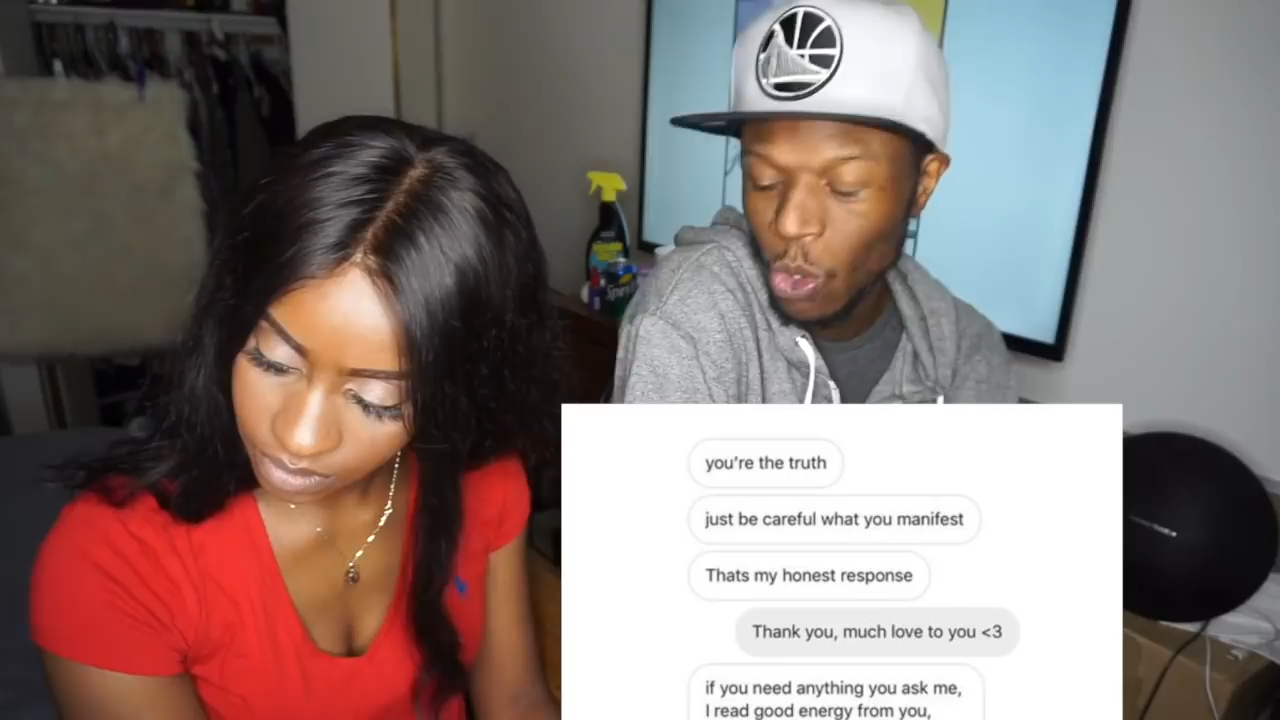 you're the truth
just be careful what you manifest
Thats my honest response
Thank you, much love to you <3
if you need anything you ask me,
I read good energy from you,